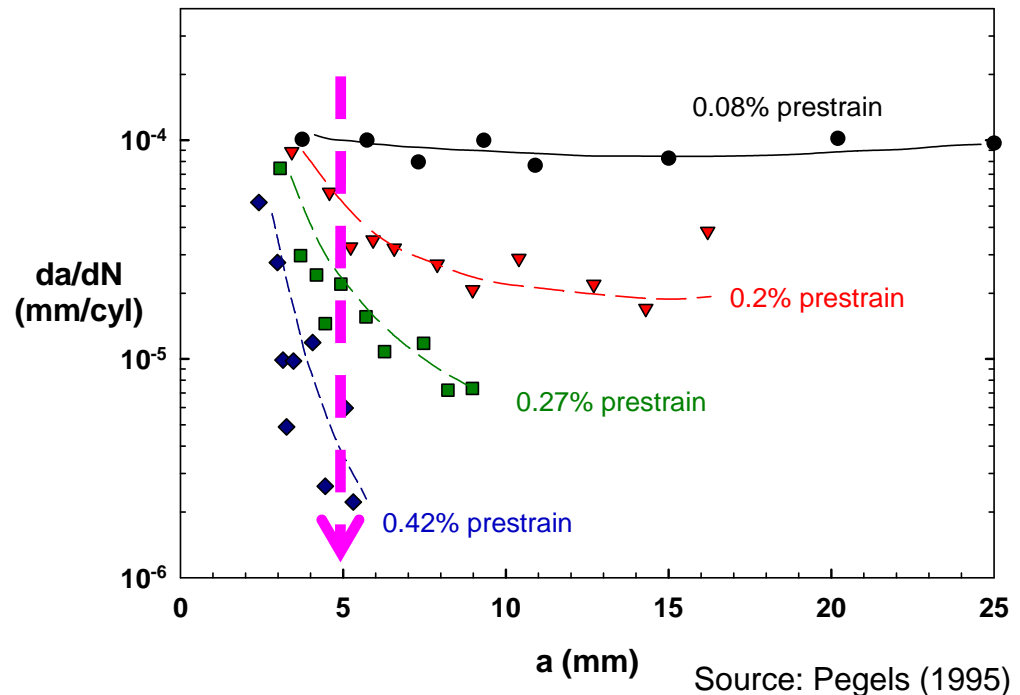 10-4
0.08% prestrain
da/dN
(mm/cyl)
0.2% prestrain
10-5
0.27% prestrain
0.42% prestrain
10-6
0 5 10 15 20 25
a (mm)
Source: Pegels (1995)